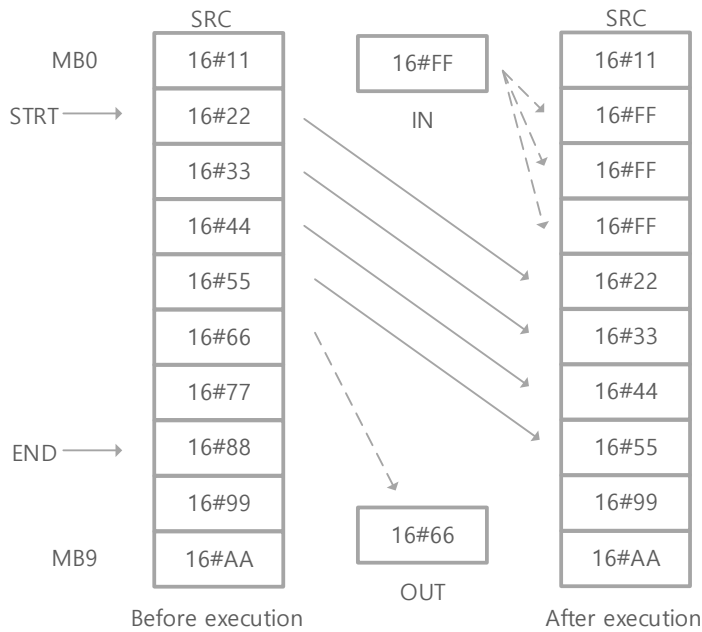 SRC
SRC
MB0
16#11
16#FF
16#11
STRT
16#22
IN
16#FF
16#33
16#FF
16#44
16#FF
16#55
16#22
16#66
16#33
16#77
16#44
END
16#88
16#55
16#99
16#66
16#99
MB9
16#AA
OUT
16#AA
Before execution
After execution